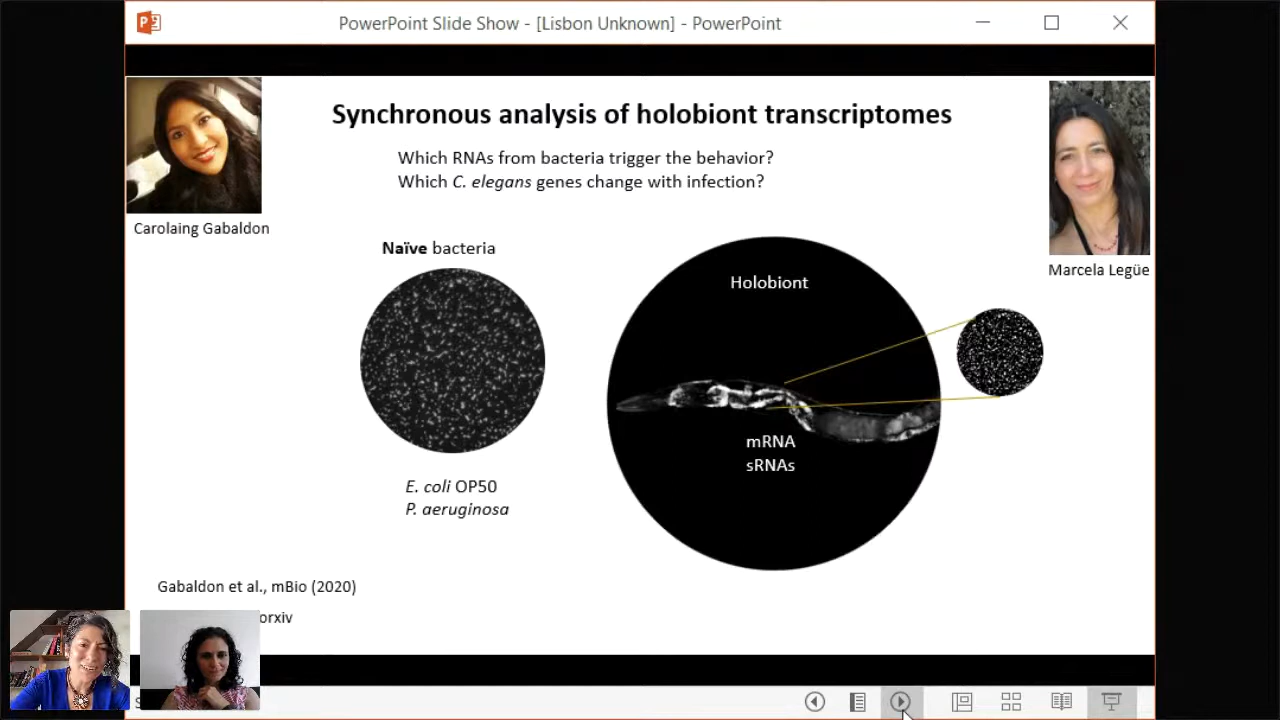 PowerPoint Slide Show - [Lisbon Unknown] - PowerPoint
Synchronous analysis of holobiont transcriptomes
Which RNAs from bacteria trigger the behavior?
Which C. elegans genes change with infection?
Carolaing Gabaldon
Marcela Legüe
Naïve bacteria
Holobiont
mRNA
sRNAs
E. coli OP50
P. aeruginosa
Gabaldon et al., mBio (2020)
orxiv